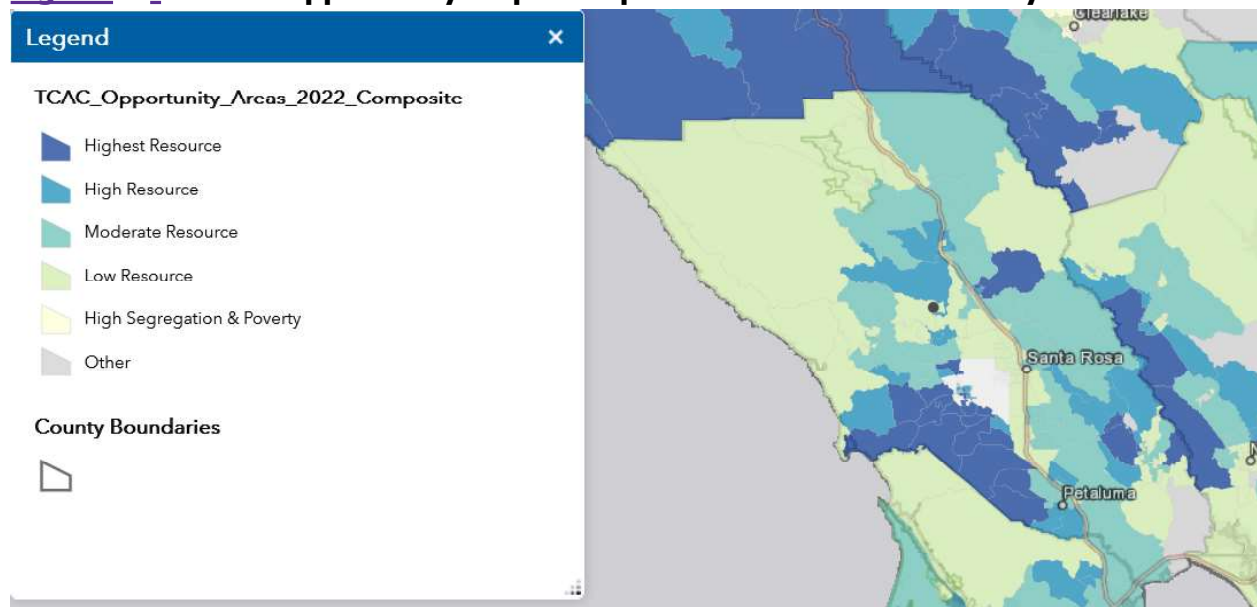 Legend ×
TCAC_Opportunity_Areas_2022_Composite
Highest Resource
High Resource
Moderate Resource
Low Resource
High Segregation & Poverty
Other
County Boundaries
Clearlake
Santa Rosa
Petaluma